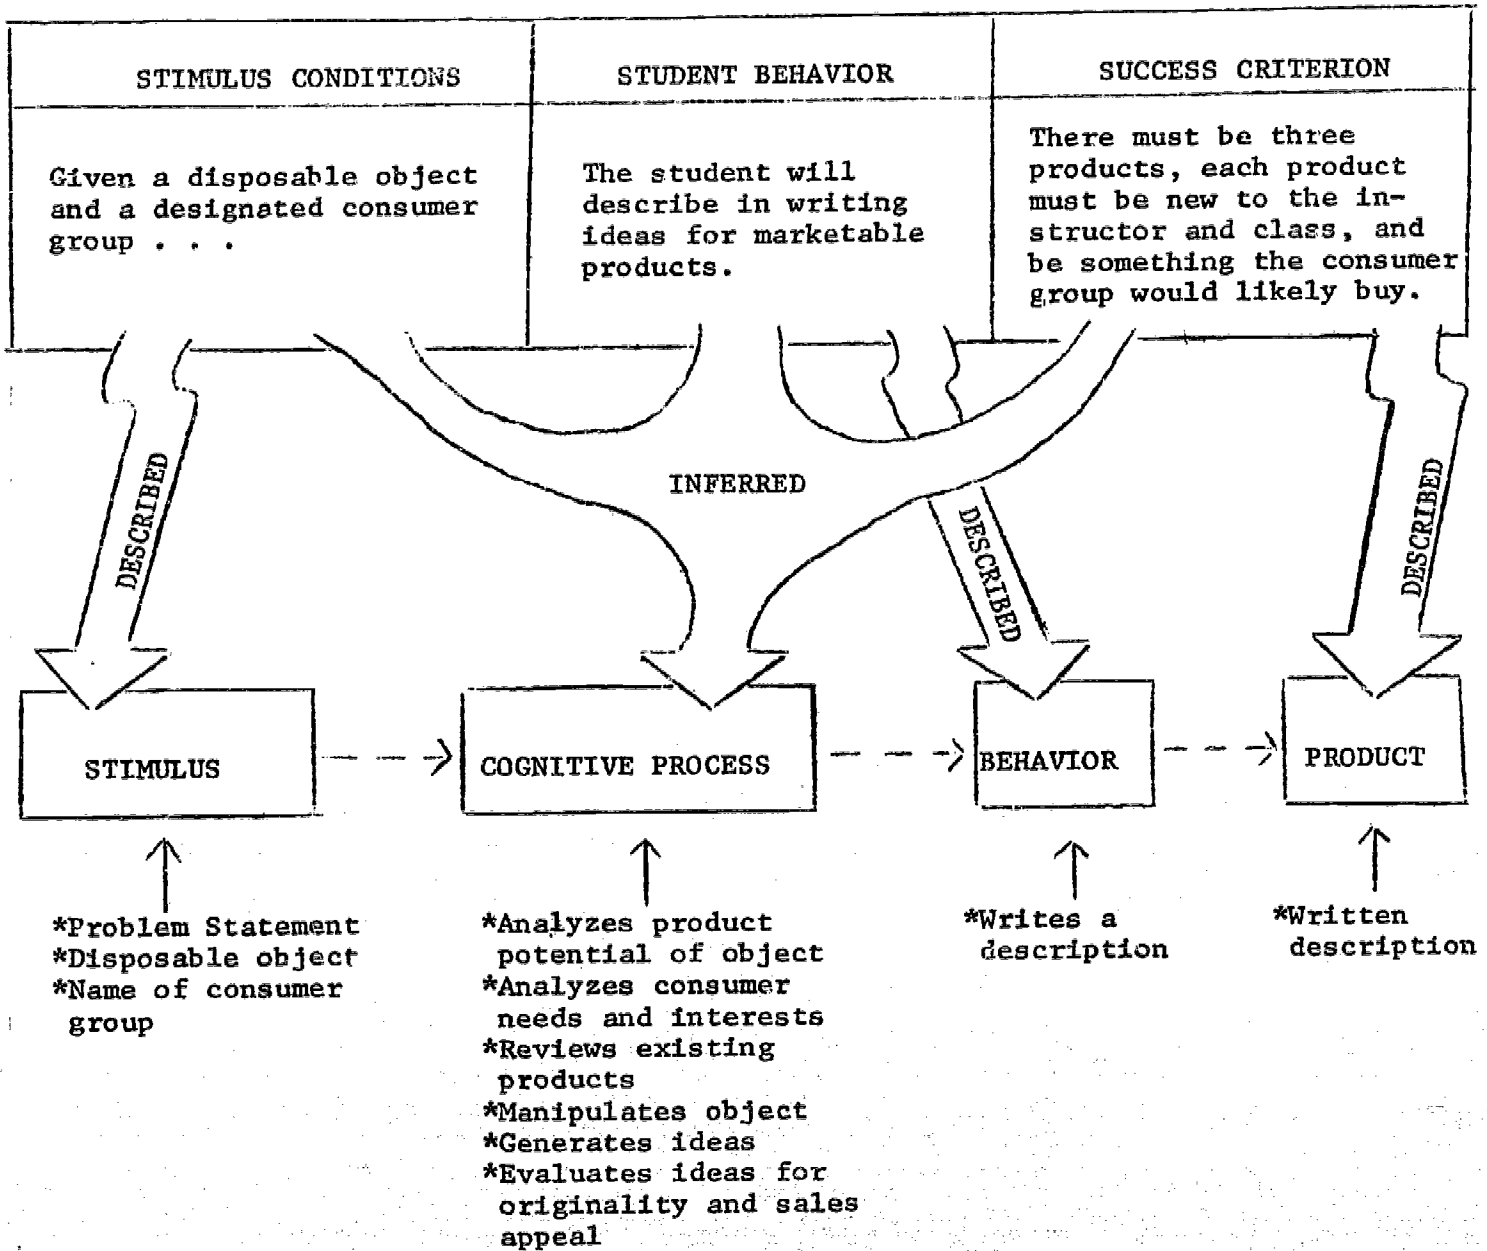 STIMULUS CONDITIONS
STUDENT BEHAVIOR
SUCCESS CRITERION
Given a disposable object
and a designated consumer
group . . .
The student will
describe in writing
ideas for marketable
products.
There must be three
products, each product
must be new to the in-
structor and class, and
be something the consumer
group would likely buy.
DESCRIBED
INFERRED
DESCRIBED
DESCRIBED
STIMULUS
COGNITIVE PROCESS
BEHAVIOR
PRODUCT
*Problem Statement
*Disposable object
*Name of consumer
group
*Analyzes product
potential of object
*Analyzes consumer
needs and interests
*Reviews existing
products
*Manipulates object
*Generates ideas
*Evaluates ideas for
originality and sales
appeal
*Writes a
description
*Written
description